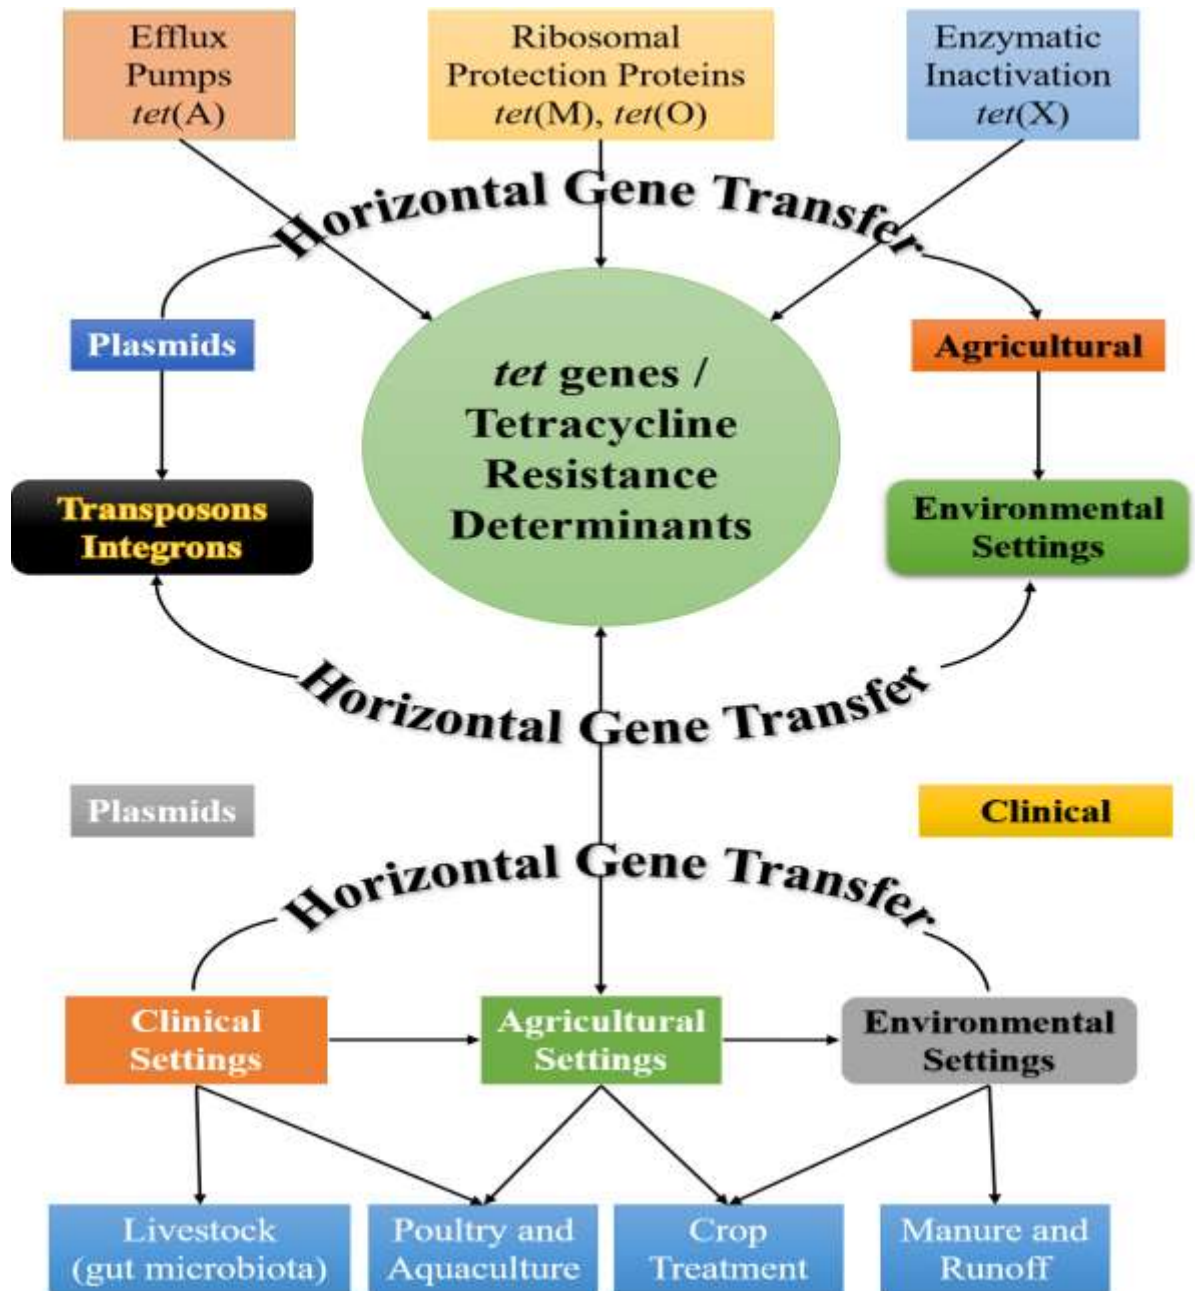 Efflux
Pumps
tet(A)
Ribosomal
Protection Proteins
tet(M), tet(O)
Enzymatic
Inactivation
tet(X)
Horizontal Gene Transfer
Plasmids
Agricultural
tet genes /
Tetracycline
Resistance
Determinants
Transposons
Integrons
Environmental
Settings
Horizontal Gene Transfer
Plasmids
Clinical
Horizontal Gene Transfer
Clinical
Settings
Agricultural
Settings
Environmental
Settings
Livestock
(gut microbiota)
Poultry and
Aquaculture
Crop
Treatment
Manure and
Runoff